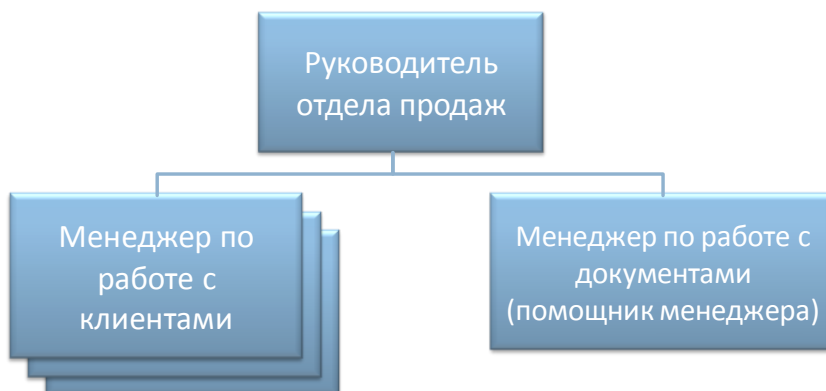 Руководитель
отдела продаж
Менеджер по
работе с
клиентами
Менеджер по работе с
документами
(помощник менеджера)